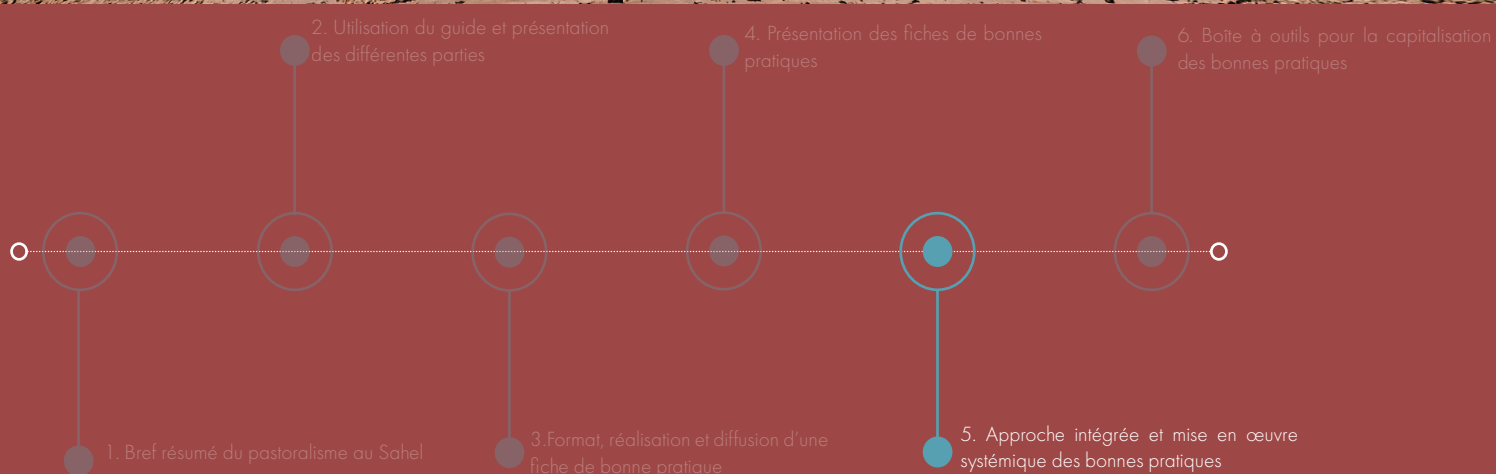 2. Utilisation du guide et présentation
des différentes parties
4. Présentation des fiches de bonnes
pratiques
6. Boîte à outils pour la capitalisation
des bonnes pratiques
1. Bref résumé du pastoralisme au Sahel
3.Format, réalisation et diffusion d’une
fiche de bonne pratique
5. Approche intégrée et mise en œuvre
systémique des bonnes pratiques